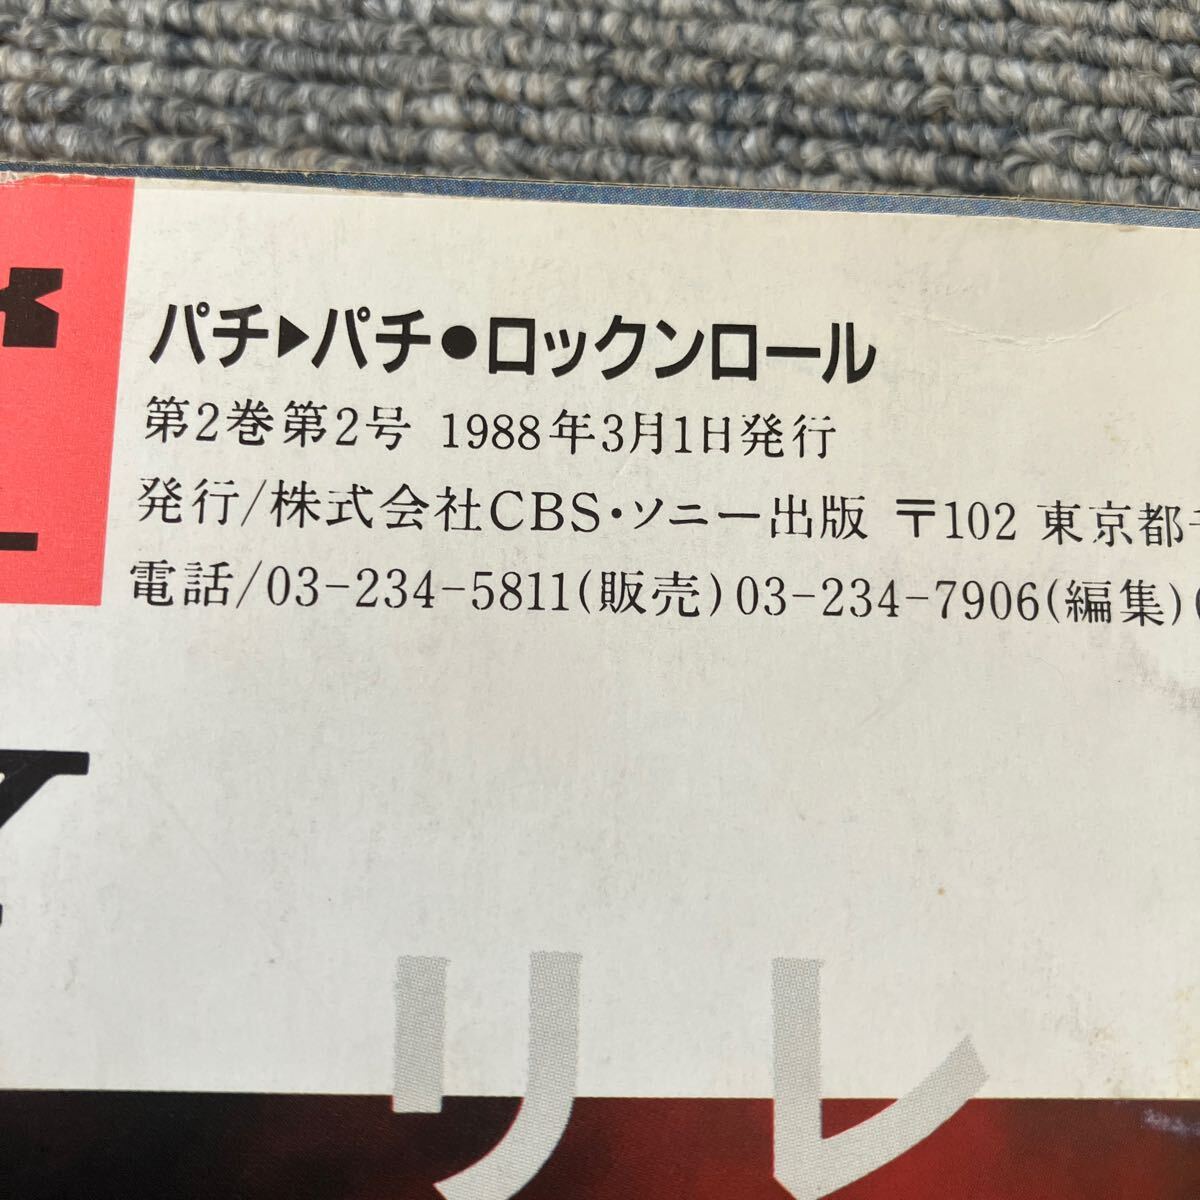 パチ▶パチ●ロックンロール
第2巻第2号 1988年3月1日発行
発行/株式会社CBS・ソニー出版 〒102 東京都
電話/03-234-5811(販売)03-234-7906(編集)(
リレ